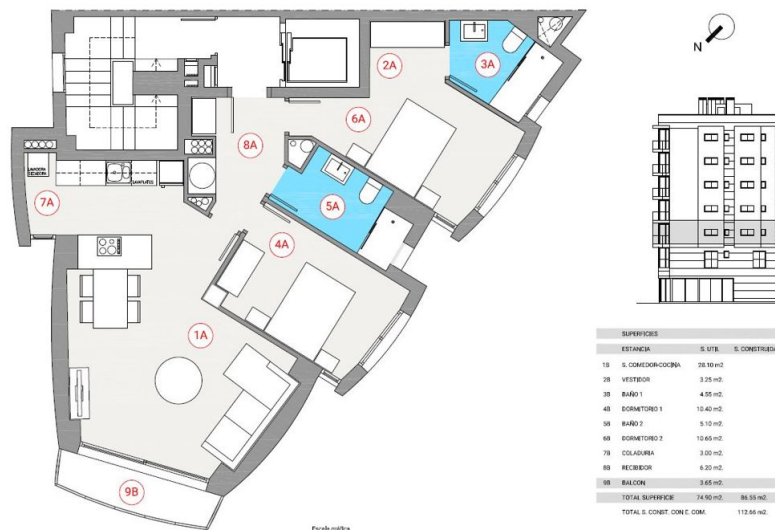 N
2A
3A
6A
8A
LAVADORA
SECADORA
LAVAPLATOS
7A
5A
4A
1A
9B
Escala gráfica
SUPERFICIES
ESTANCIA S. UTIL S. CONSTRUIDA
1B S. COMEDOR-COCINA 28.10 m2
2B VESTIDOR 3.25 m2.
3B BAÑO 1 4.55 m2.
4B DORMITORIO 1 10.40 m2.
5B BAÑO 2 5.10 m2.
6B DORMITORIO 2 10.65 m2.
7B COLADURIA 3.00 m2.
8B RECIBIDOR 6.20 m2.
9B BALCON 3.65 m2.
TOTAL SUPERFICIE 74.90 m2. 86.55 m2.
TOTAL S. CONST. CON E. COM. 112.66 m2.